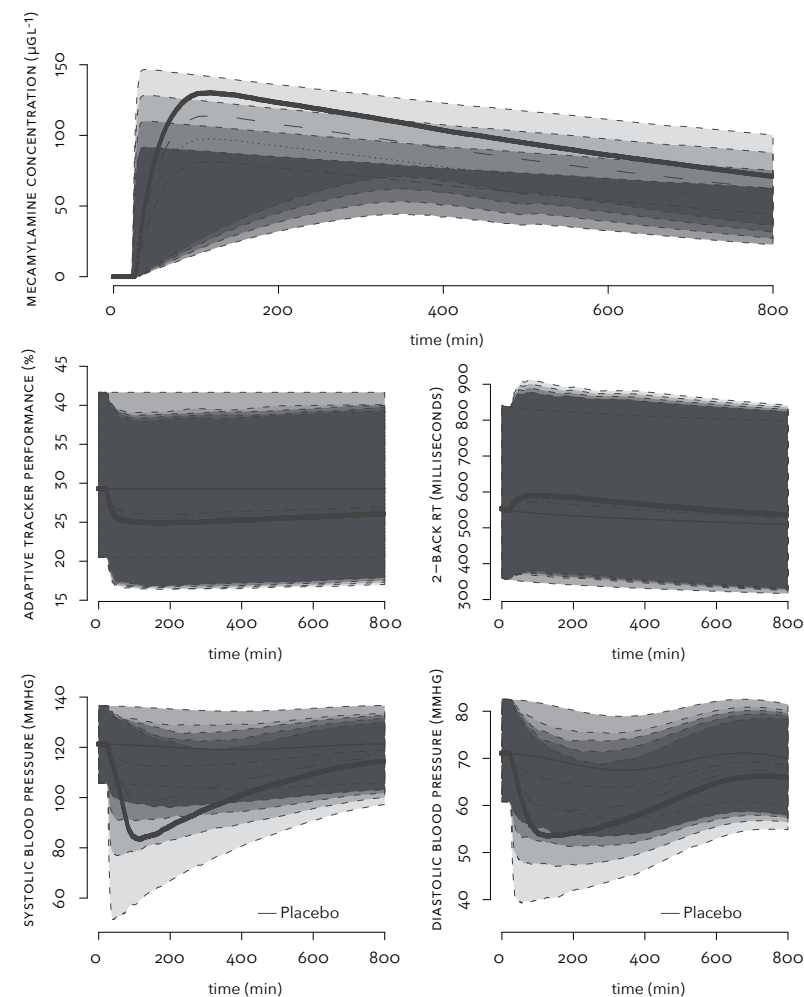 MECAMYLAMINE CONCENTRATION (µGL-1)
150
100
50
0
0 200 400 600 800
time (min)
ADAPTIVE TRACKER PERFORMANCE (%)
45
40
35
30
25
20
15
0 200 400 600 800
time (min)
2-BACK RT (MILLISECONDS)
900
800
700
600
500
400
300
0 200 400 600 800
time (min)
SYSTOLIC BLOOD PRESSURE (MMHG)
140
120
100
80
60
— Placebo
0 200 400 600 800
time (min)
DIASTOLIC BLOOD PRESSURE (MMHG)
80
70
60
50
40
— Placebo
0 200 400 600 800
time (min)